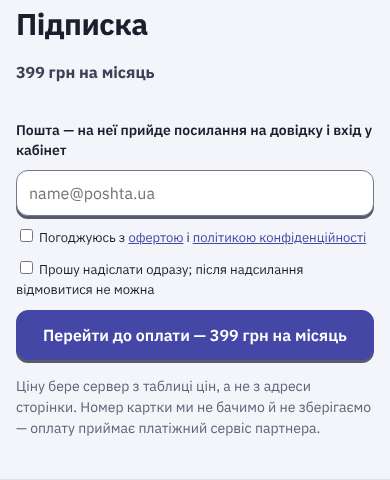 Підписка
399 грн на місяць
Пошта — на неї прийде посилання на довідку і вхід у
кабінет
name@poshta.ua
Погоджуюсь з офертою і політикою конфіденційності
Прошу надіслати одразу; після надсилання
відмовитися не можна
Перейти до оплати — 399 грн на місяць
Ціну бере сервер з таблиці цін, а не з адреси
сторінки. Номер картки ми не бачимо й не зберігаємо
— оплату приймає платіжний сервіс партнера.